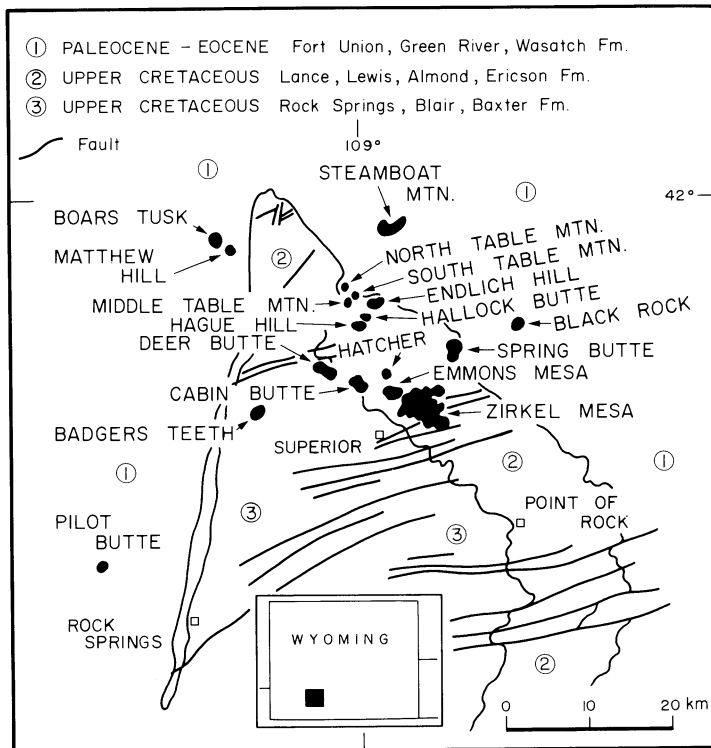 ① PALEOCENE – EOCENE Fort Union, Green River, Wasatch Fm.
② UPPER CRETACEOUS Lance, Lewis, Almond, Ericson Fm.
③ UPPER CRETACEOUS Rock Springs, Blair, Baxter Fm.
Fault
109°
①
STEAMBOAT
MTN.
①
42°
BOARS TUSK
MATTHEW
HILL
②
NORTH TABLE MTN.
SOUTH TABLE MTN.
ENDLICH HILL
MIDDLE TABLE MTN.
HALLOCK BUTTE
HAGUE HILL
BLACK ROCK
DEER BUTTE
HATCHER
SPRING BUTTE
EMMONS MESA
CABIN BUTTE
ZIRKEL MESA
BADGERS TEETH
SUPERIOR
②
①
①
PILOT
BUTTE
③
③
POINT OF
ROCK
ROCK
SPRINGS
WYOMING
②
0 10 20 km